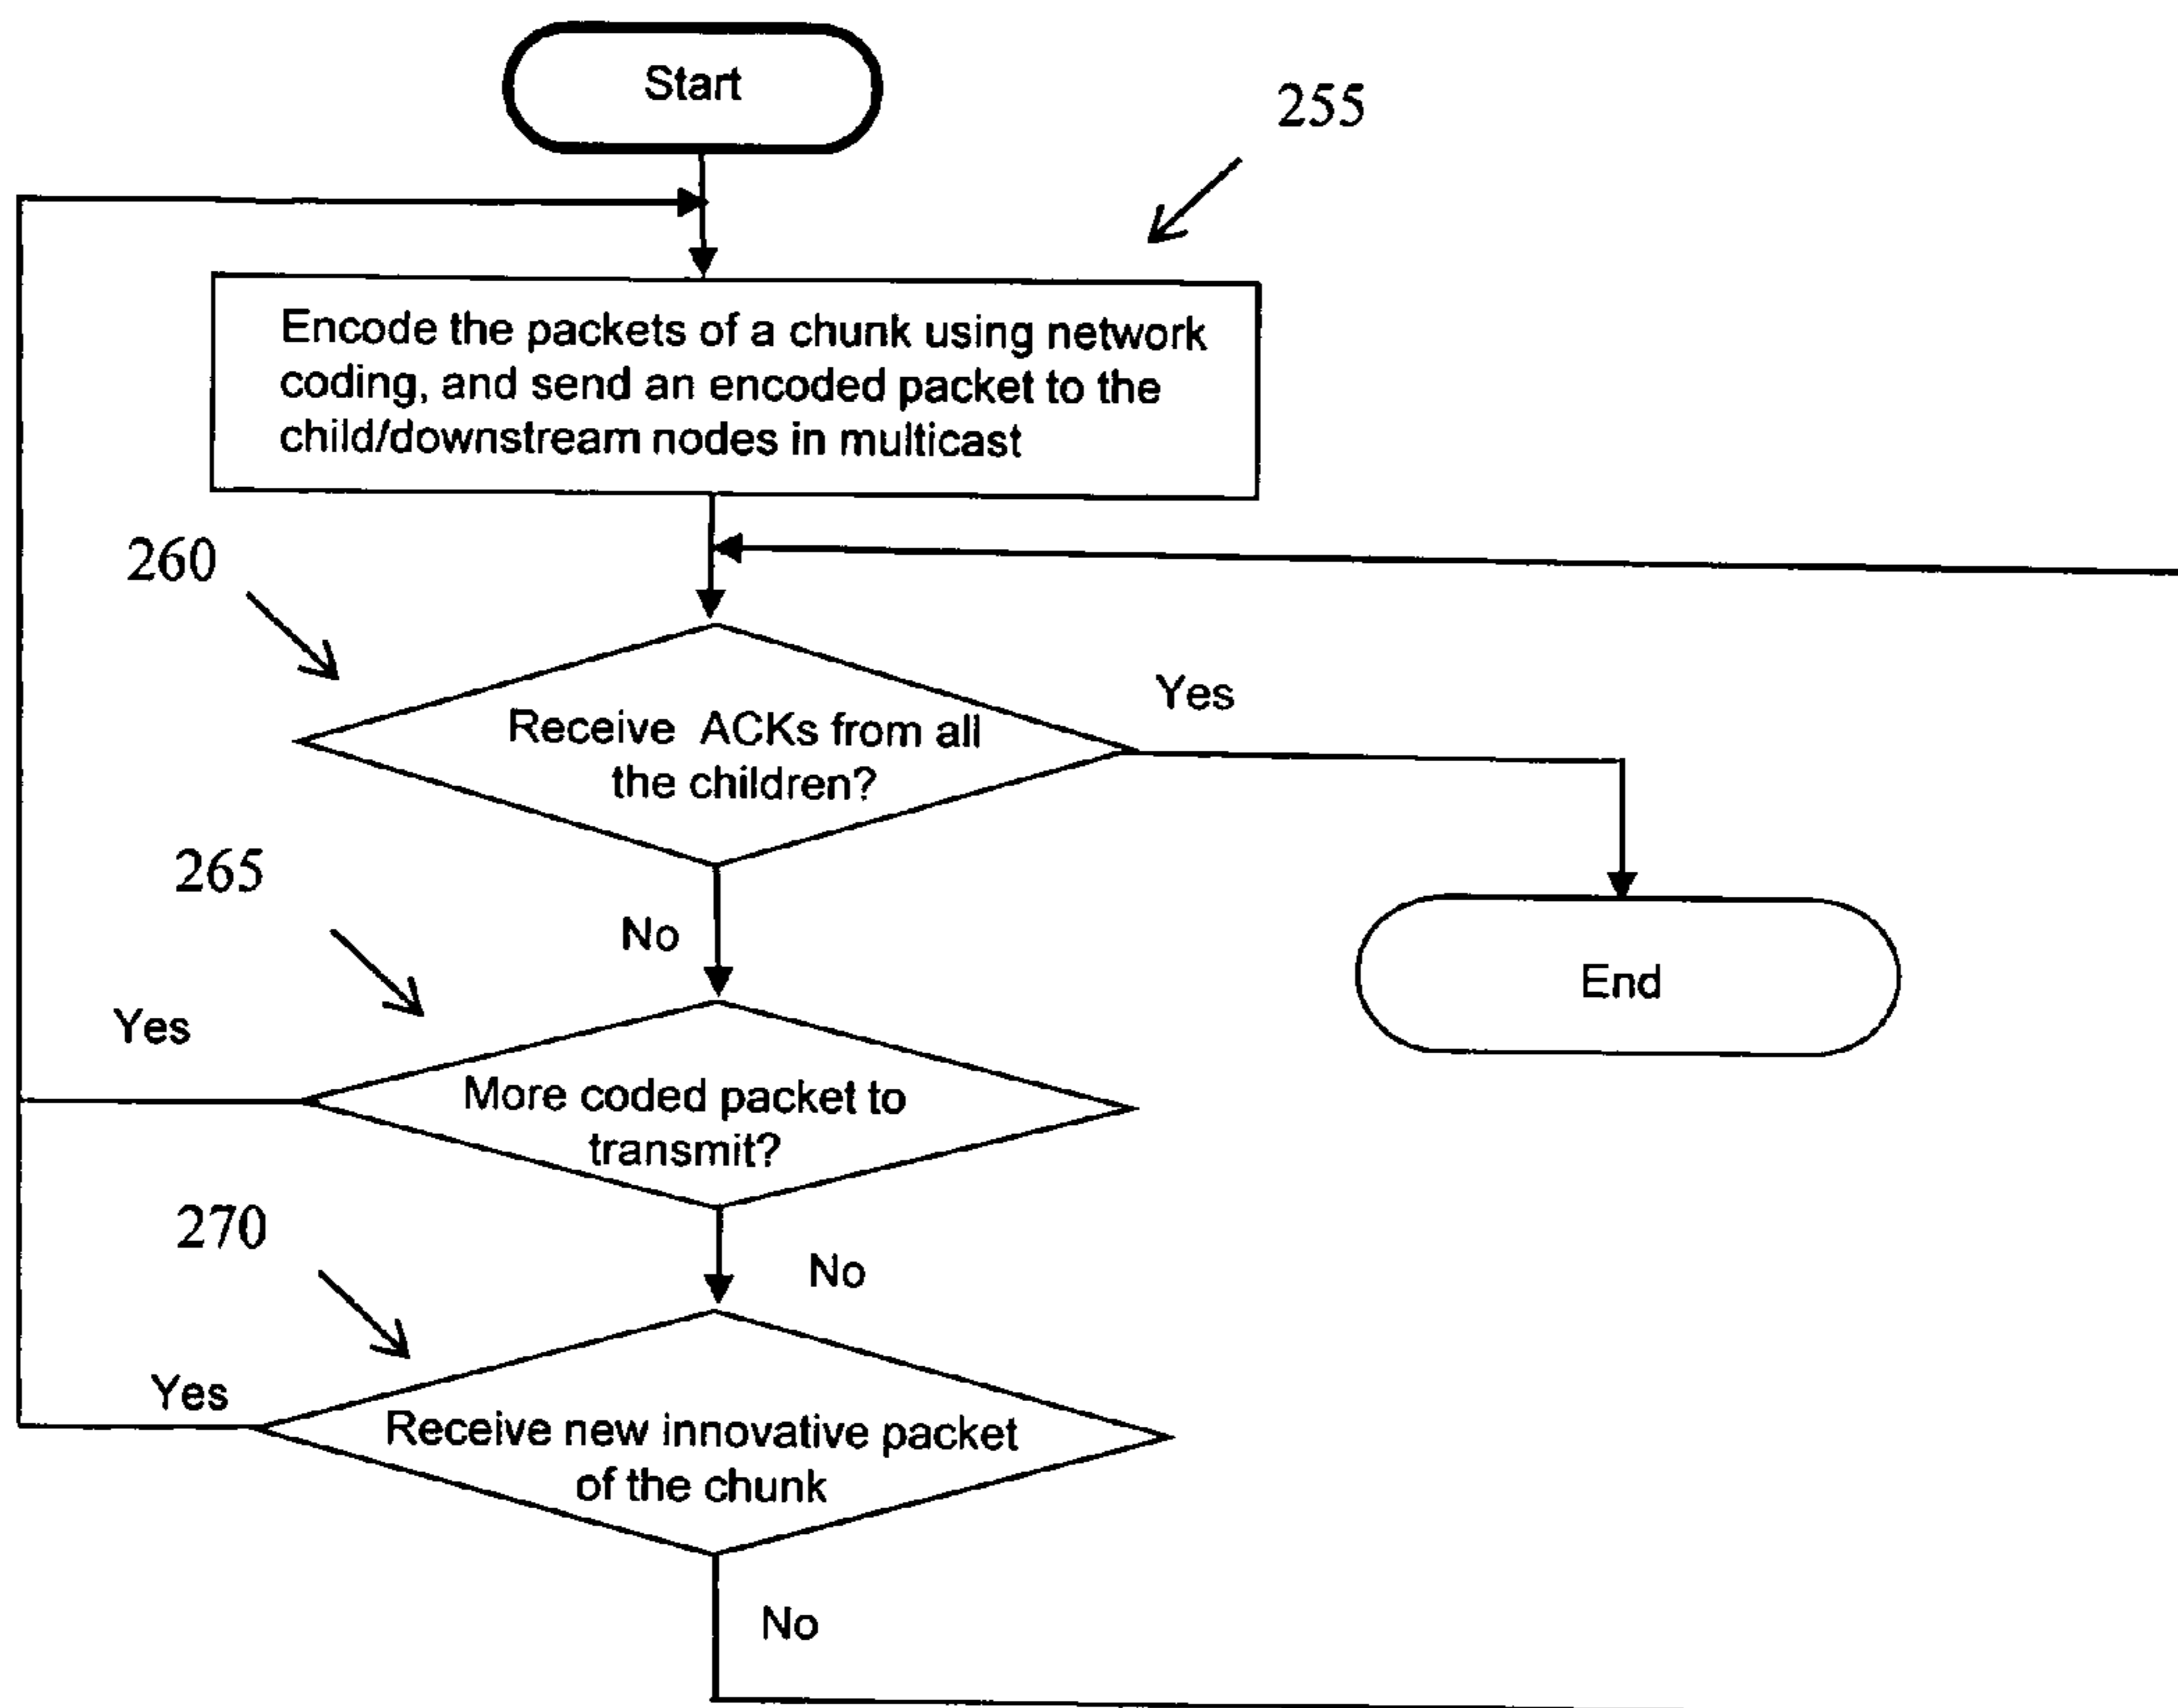 Start
255
Encode the packets of a chunk using network
coding, and send an encoded packet to the
child/downstream nodes in multicast
260
Yes
Receive ACKs from all
the children?
265
No
End
Yes
More coded packet to
transmit?
270
No
Yes
Receive new innovative packet
of the chunk
No